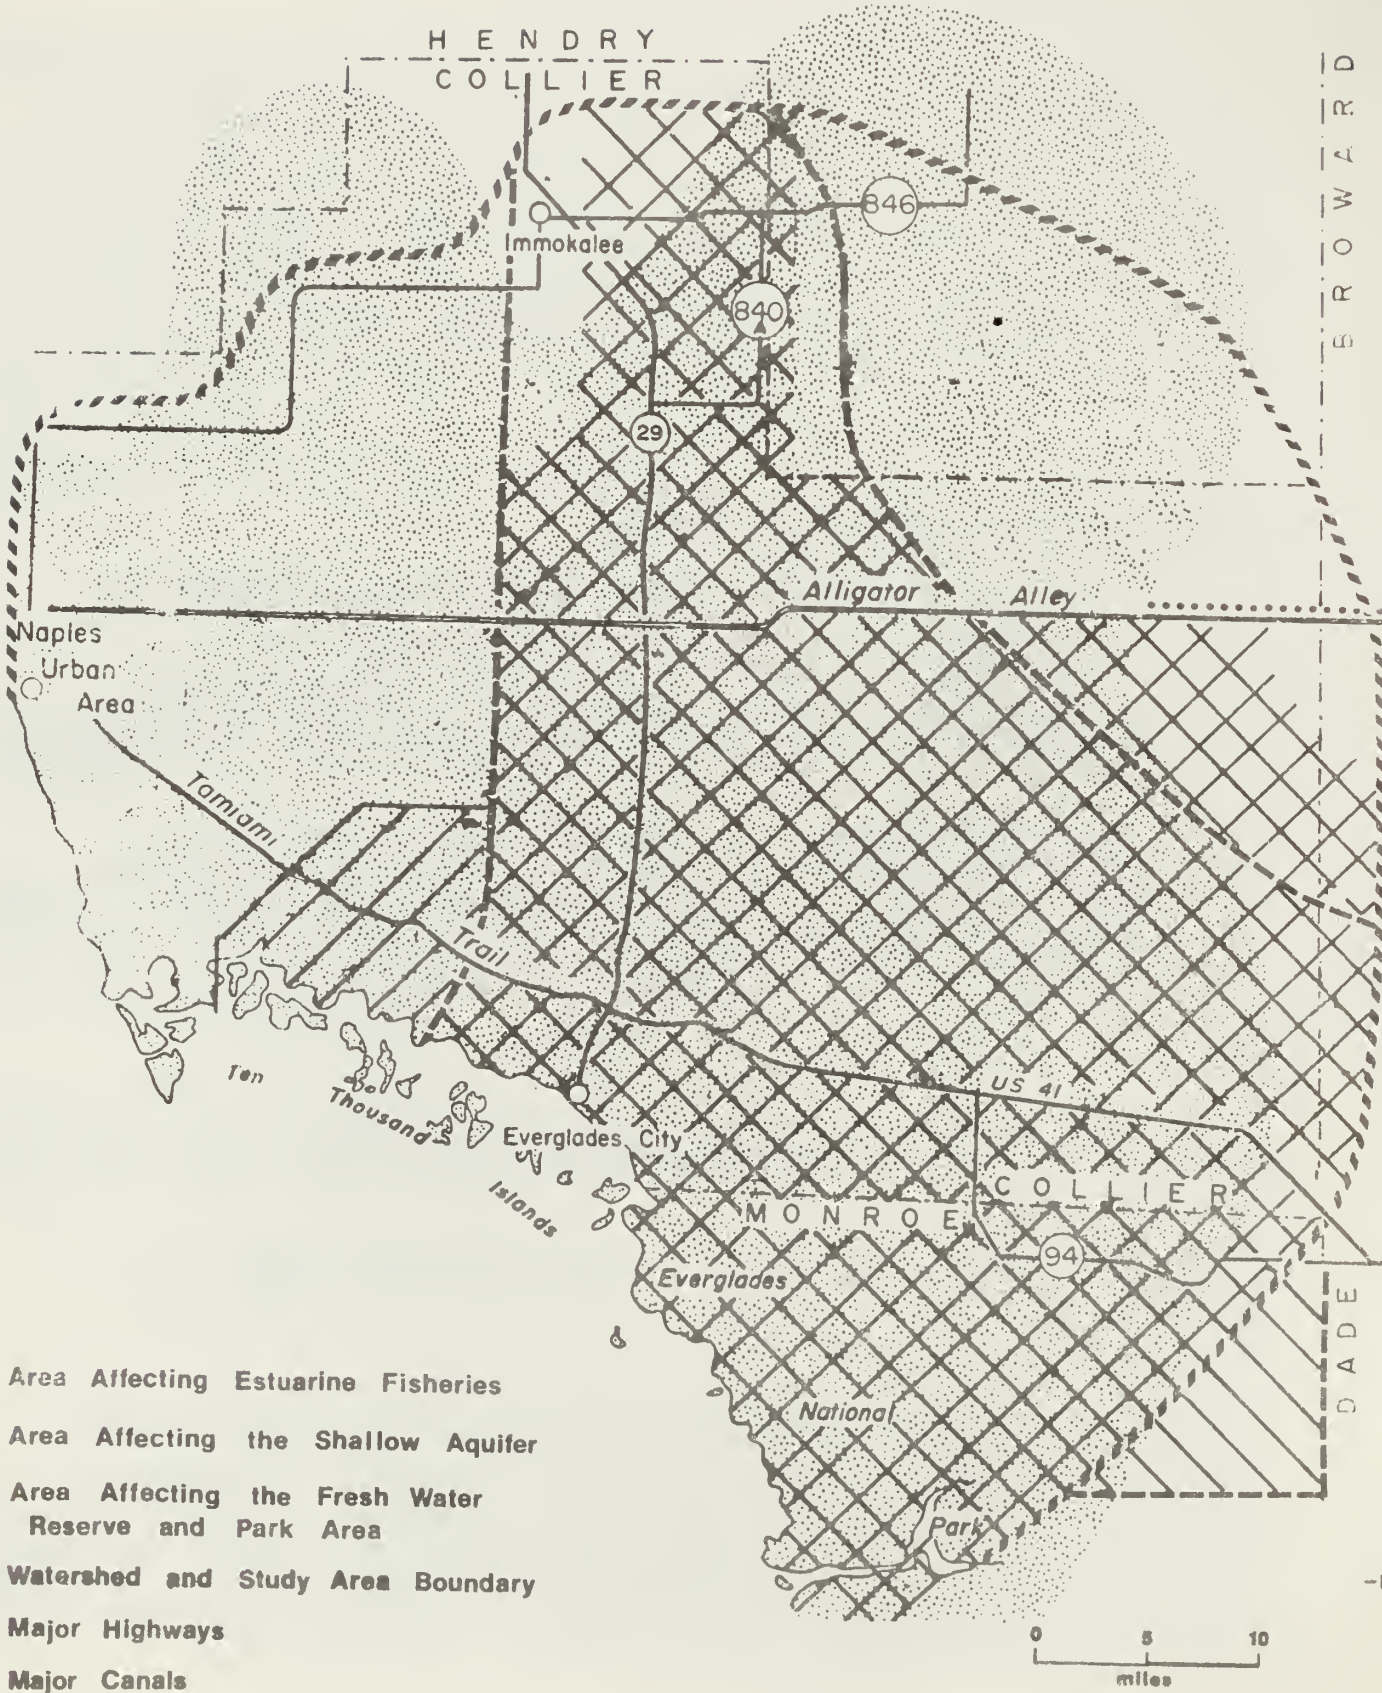 HENDRY
COLLIER
BROWARD
846
Immokalee
840
29
Alligator Alley
Naples
Urban
Area
Tamiami
Trail
Ten
Thousand
Islands
US 41
Everglades City
COLLIER
MONROE
94
Everglades
DADE
National
Park
Area Affecting Estuarine Fisheries
Area Affecting the Shallow Aquifer
Area Affecting the Fresh Water
Reserve and Park Area
Watershed and Study Area Boundary
Major Highways
Major Canals
0 5 10
miles